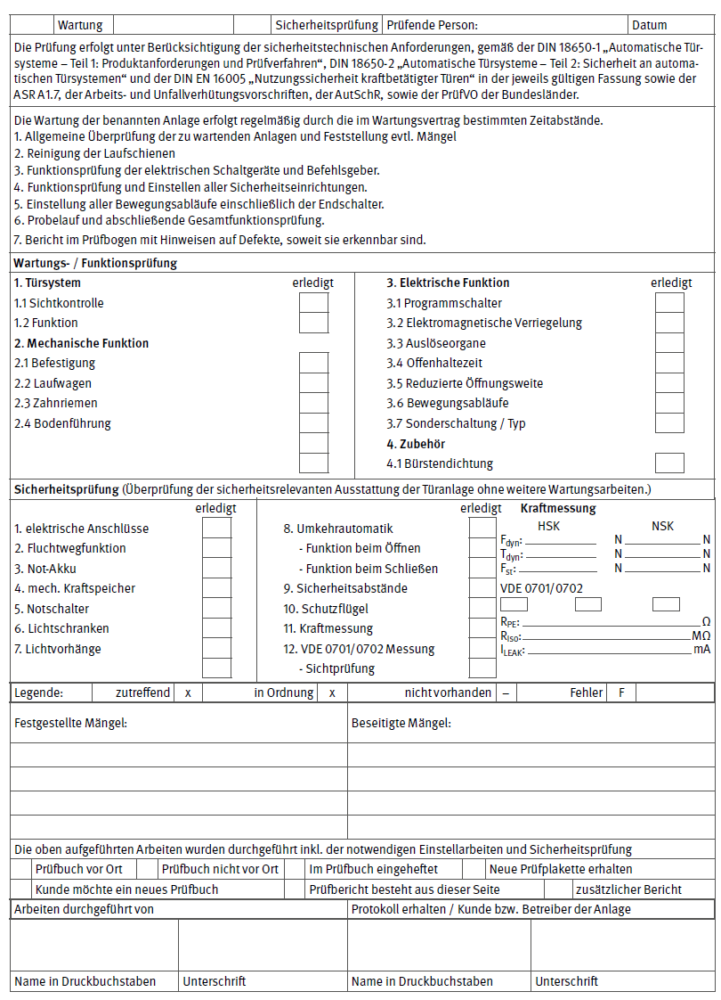 Wartung Sicherheitsprüfung Prüfende Person: Datum
Die Prüfung erfolgt unter Berücksichtigung der sicherheitstechnischen Anforderungen, gemäß der DIN 18650-1 „Automatische Tür-
systeme – Teil 1: Produktanforderungen und Prüfverfahren“, DIN 18650-2 „Automatische Türsysteme – Teil 2: Sicherheit an automa-
tischen Türsystemen“ und der DIN EN 16005 „Nutzungssicherheit kraftbetätigter Türen“ in der jeweils gültigen Fassung sowie der
ASR A1.7, der Arbeits- und Unfallverhütungsvorschriften, der AutSchR, sowie der PrüfVO der Bundesländer.
Die Wartung der benannten Anlage erfolgt regelmäßig durch die im Wartungsvertrag bestimmten Zeitabstände.
1. Allgemeine Überprüfung der zu wartenden Anlagen und Feststellung evtl. Mängel
2. Reinigung der Laufschienen
3. Funktionsprüfung der elektrischen Schaltgeräte und Befehlsgeber.
4. Funktionsprüfung und Einstellen aller Sicherheitseinrichtungen.
5. Einstellung aller Bewegungsabläufe einschließlich der Endschalter.
6. Probelauf und abschließende Gesamtfunktionsprüfung.
7. Bericht im Prüfbogen mit Hinweisen auf Defekte, soweit sie erkennbar sind.
Wartungs- / Funktionsprüfung
1. Türsystem erledigt
1.1 Sichtkontrolle
1.2 Funktion
2. Mechanische Funktion
2.1 Befestigung
2.2 Laufwagen
2.3 Zahnriemen
2.4 Bodenführung
3. Elektrische Funktion erledigt
3.1 Programmschalter
3.2 Elektromagnetische Verriegelung
3.3 Auslöseorgane
3.4 Offenhaltezeit
3.5 Reduzierte Öffnungsweite
3.6 Bewegungsabläufe
3.7 Sonderschaltung / Typ
4. Zubehör
4.1 Bürstendichtung
Sicherheitsprüfung (Überprüfung der sicherheitsrelevanten Ausstattung der Türanlage ohne weitere Wartungsarbeiten.)
erledigt
1. elektrische Anschlüsse
2. Fluchtwegfunktion
3. Not-Akku
4. mech. Kraftspeicher
5. Notschalter
6. Lichtschranken
7. Lichtvorhänge
erledigt
8. Umkehrautomatik
- Funktion beim Öffnen
- Funktion beim Schließen
9. Sicherheitsabstände
10. Schutzflügel
11. Kraftmessung
12. VDE 0701/0702 Messung
- Sichtprüfung
Kraftmessung
HSK NSK
Fdyn: N N
Tdyn: N N
Fst: N N
VDE 0701/0702
RPE: Ω
RIso: MΩ
ILEAK: mA
Legende: zutreffend x in Ordnung x nicht vorhanden – Fehler F
Festgestellte Mängel: Beseitigte Mängel:
Die oben aufgeführten Arbeiten wurden durchgeführt inkl. der notwendigen Einstellarbeiten und Sicherheitsprüfung
Prüfbuch vor Ort Prüfbuch nicht vor Ort Im Prüfbuch eingeheftet Neue Prüfplakette erhalten
Kunde möchte ein neues Prüfbuch Prüfbericht besteht aus dieser Seite zusätzlicher Bericht
Arbeiten durchgeführt von Protokoll erhalten / Kunde bzw. Betreiber der Anlage
Name in Druckbuchstaben Unterschrift Name in Druckbuchstaben Unterschrift